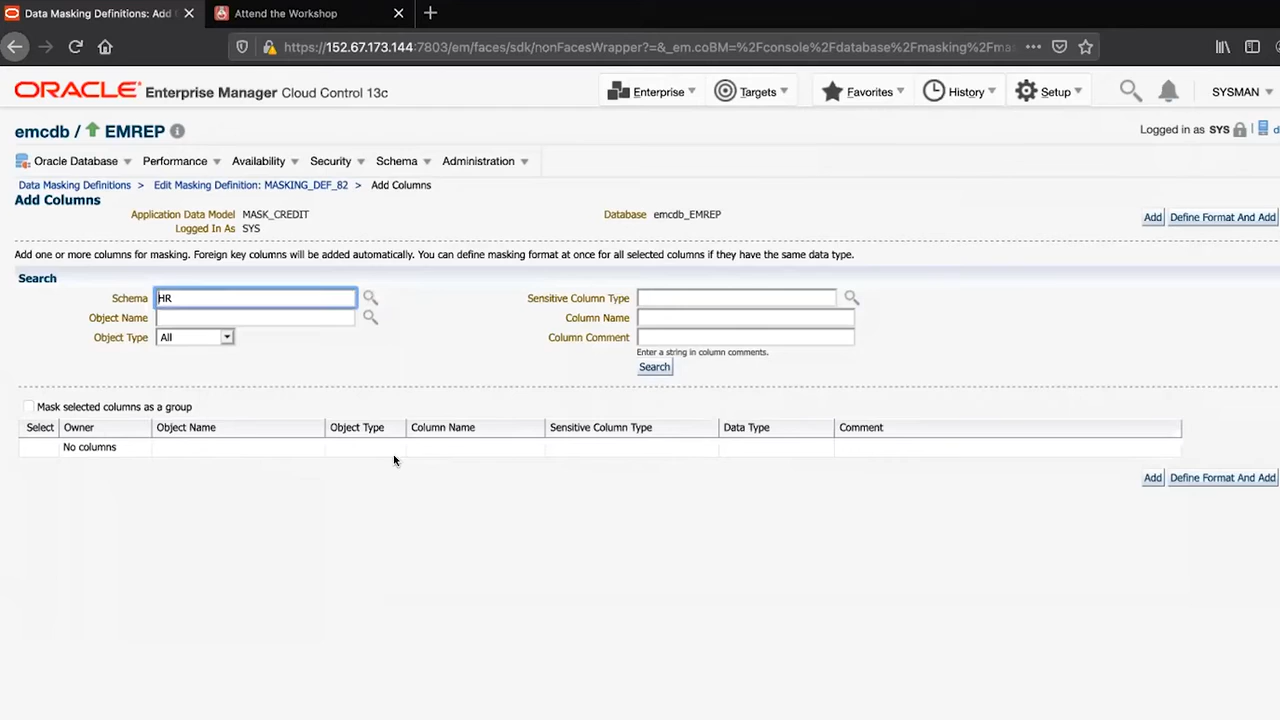 Data Masking Definitions: Add
Attend the Workshop
https://152.67.173.144:7803/em/faces/sdk/nonFacesWrapper?=&_em.coBM=%2Fconsole%2Fdatabase%2Fmasking%2Fma
ORACLE Enterprise Manager Cloud Control 13c
Enterprise Targets Favorites History Setup SYSMAN
emcdb / EMREP
Logged in as SYS
Oracle Database Performance Availability Security Schema Administration
Data Masking Definitions > Edit Masking Definition: MASKING_DEF_82 > Add Columns
Add Columns
Application Data Model MASK_CREDIT
Database emcdb_EMREP
Logged In As SYS
Add Define Format And Add
Add one or more columns for masking. Foreign key columns will be added automatically. You can define masking format at once for all selected columns if they have the same data type.
Search
Schema HR
Sensitive Column Type
Object Name
Column Name
Object Type All
Column Comment
Enter a string in column comments.
Search
Mask selected columns as a group
Select Owner Object Name Object Type Column Name Sensitive Column Type Data Type Comment
No columns
Add Define Format And Add